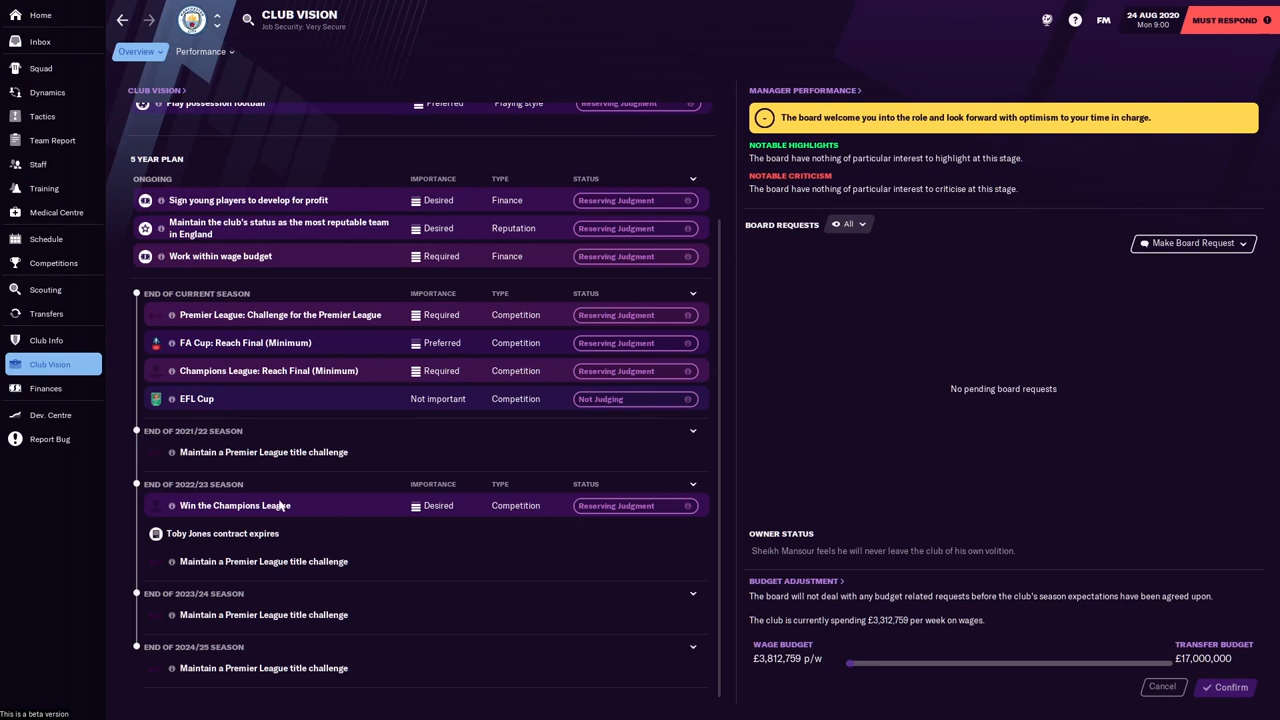 Home
Inbox
Squad
Dynamics
Tactics
Team Report
Staff
Training
Medical Centre
Schedule
Competitions
Scouting
Transfers
Club Info
Club Vision
Finances
Dev. Centre
Report Bug
This is a beta version
CLUB VISION
Job Security: Very Secure
FM
24 AUG 2020
Mon 9:00
MUST RESPOND
Overview
Performance
CLUB VISION >
Play possession football Preferred Playing style Reserving Judgment
5 YEAR PLAN
ONGOING IMPORTANCE TYPE STATUS
Sign young players to develop for profit Desired Finance Reserving Judgment
Maintain the club's status as the most reputable team
in England Desired Reputation Reserving Judgment
Work within wage budget Required Finance Reserving Judgment
END OF CURRENT SEASON IMPORTANCE TYPE STATUS
Premier League: Challenge for the Premier League Required Competition Reserving Judgment
FA Cup: Reach Final (Minimum) Preferred Competition Reserving Judgment
Champions League: Reach Final (Minimum) Required Competition Reserving Judgment
EFL Cup Not important Competition Not Judging
END OF 2021/22 SEASON
Maintain a Premier League title challenge
END OF 2022/23 SEASON IMPORTANCE TYPE STATUS
Win the Champions League Desired Competition Reserving Judgment
Toby Jones contract expires
Maintain a Premier League title challenge
END OF 2023/24 SEASON
Maintain a Premier League title challenge
END OF 2024/25 SEASON
Maintain a Premier League title challenge
MANAGER PERFORMANCE >
- The board welcome you into the role and look forward with optimism to your time in charge.
NOTABLE HIGHLIGHTS
The board have nothing of particular interest to highlight at this stage.
NOTABLE CRITICISM
The board have nothing of particular interest to criticise at this stage.
BOARD REQUESTS All
Make Board Request
No pending board requests
OWNER STATUS
Sheikh Mansour feels he will never leave the club of his own volition.
BUDGET ADJUSTMENT >
The board will not deal with any budget related requests before the club's season expectations have been agreed upon.
The club is currently spending £3,312,759 per week on wages.
WAGE BUDGET TRANSFER BUDGET
£3,812,759 p/w £17,000,000
Cancel Confirm